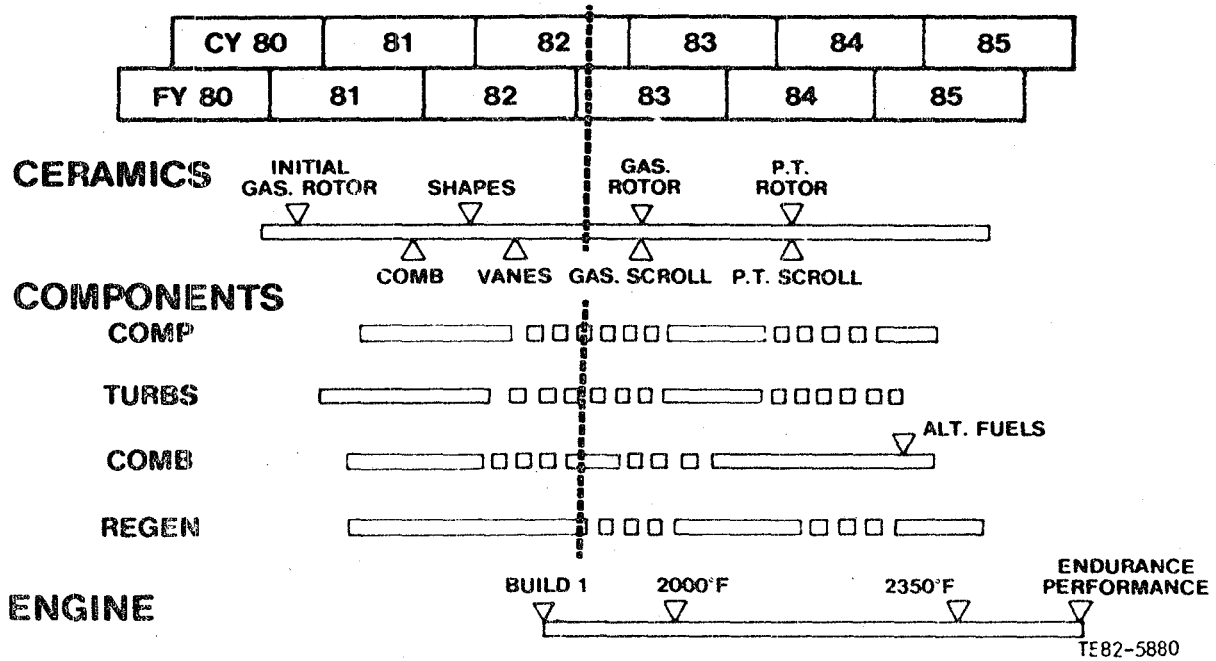 CY 80 81 82 83 84 85
FY 80 81 82 83 84 85
CERAMICS
INITIAL
GAS. ROTOR
SHAPES
GAS.
ROTOR
P.T.
ROTOR
COMB VANES GAS. SCROLL P.T. SCROLL
COMPONENTS
COMP
TURBS
ALT. FUELS
COMB
REGEN
ENGINE
BUILD 1 2000°F 2350°F
ENDURANCE
PERFORMANCE
TE82-5880